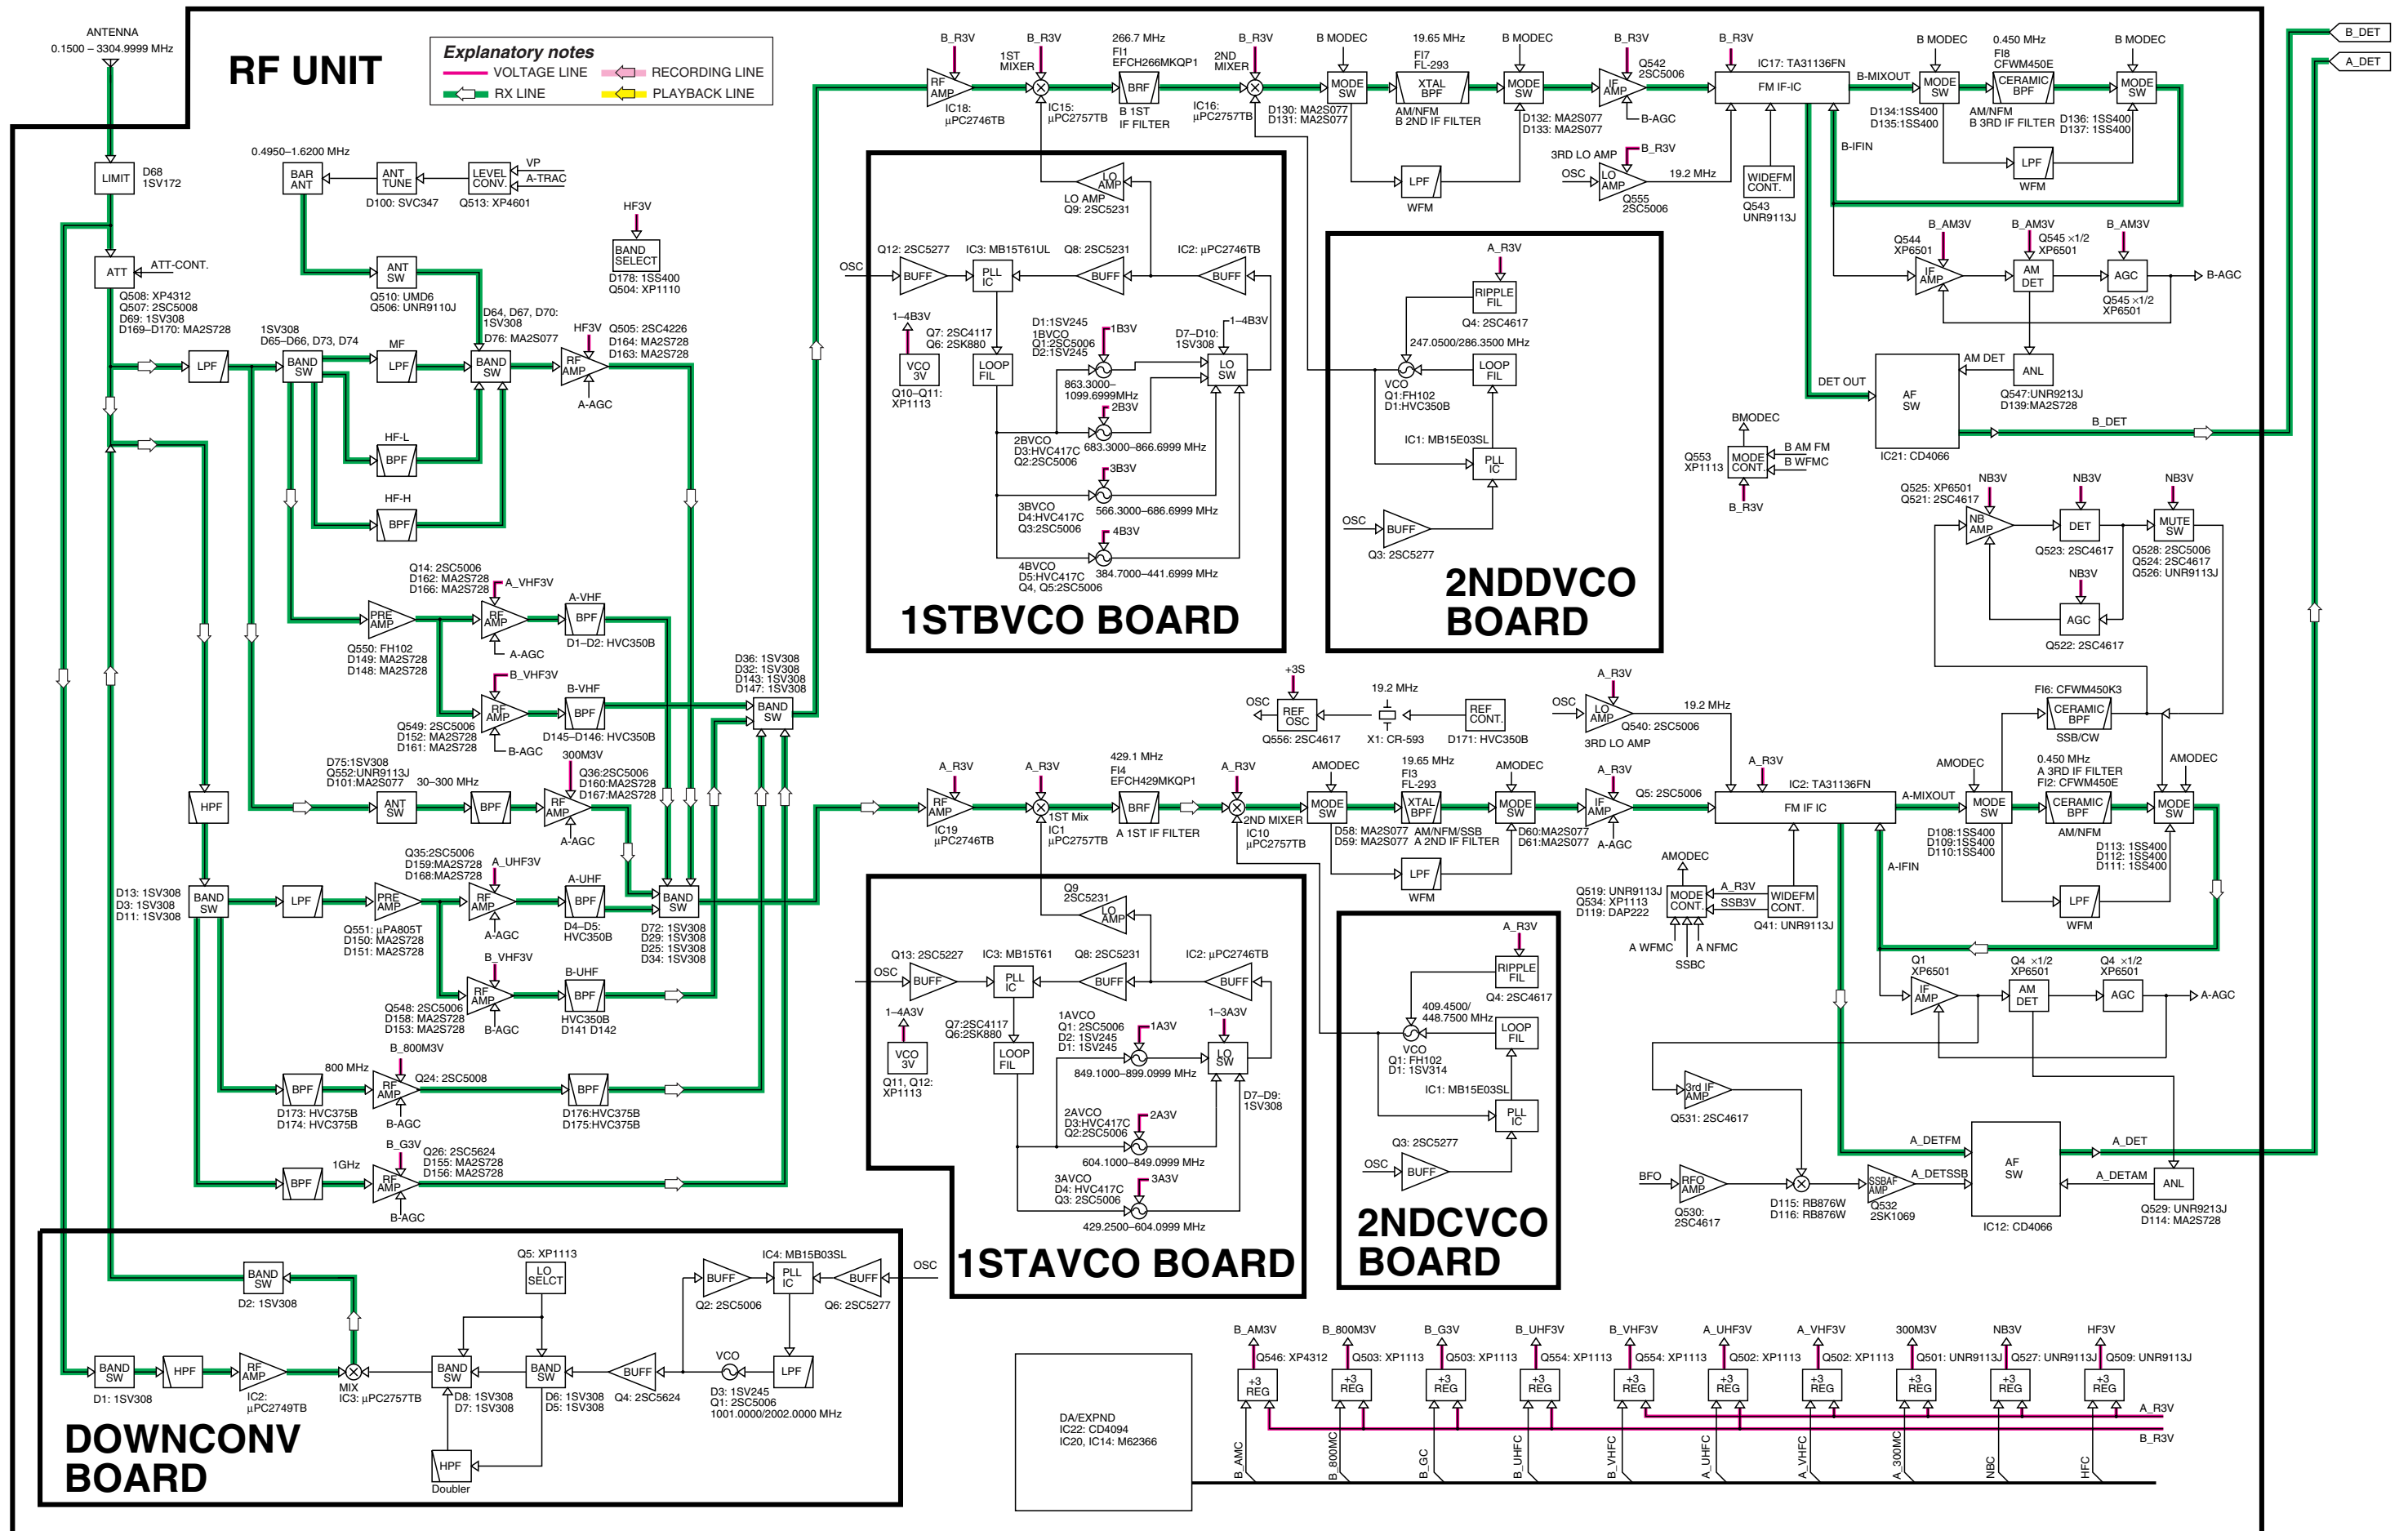 ANTENNA
0.1500 – 3304.9999 MHz
RF UNIT
Explanatory notes
VOLTAGE LINE
RECORDING LINE
RX LINE
PLAYBACK LINE
LIMIT
D68
1SV172
0.4950–1.6200 MHz
BAR
ANT
ANT
TUNE
D100: SVC347
LEVEL
CONV.
Q513: XP4601
VP
A-TRAC
HF3V
BAND
SELECT
D178: 1SS400
Q504: XP1110
ATT
ATT-CONT.
Q508: XP4312
Q507: 2SC5008
D69: 1SV308
D169–D170: MA2S728
ANT
SW
Q510: UMD6
Q506: UNR9110J
D64, D67, D70:
1SV308
D76: MA2S077
HF3V
Q505: 2SC4226
D164: MA2S728
D163: MA2S728
1SV308
D65–D66, D73, D74
LPF
BAND
SW
MF
LPF
BAND
SW
RF
AMP
A-AGC
HF-L
BPF
HF-H
BPF
Q14: 2SC5006
D162: MA2S728
D166: MA2S728
A_VHF3V
A-VHF
PRE
AMP
RF
AMP
BPF
D1–D2: HVC350B
A-AGC
Q550: FH102
D149: MA2S728
D148: MA2S728
B_VHF3V
B-VHF
RF
AMP
BPF
Q549: 2SC5006
D152: MA2S728
D161: MA2S728
B-AGC
D145–D146: HVC350B
D36: 1SV308
D32: 1SV308
D143: 1SV308
D147: 1SV308
BAND
SW
D75:1SV308
Q552:UNR9113J
D101:MA2S077
30–300 MHz
300M3V
Q36:2SC5006
D160:MA2S728
D167:MA2S728
HPF
ANT
SW
BPF
RF
AMP
A-AGC
Q35:2SC5006
D159:MA2S728
D168:MA2S728
A_UHF3V
A-UHF
D13: 1SV308
D3: 1SV308
D11: 1SV308
BAND
SW
LPF
PRE
AMP
RF
AMP
BPF
BAND
SW
A-AGC
D4–D5:
HVC350B
Q551: µPA805T
D150: MA2S728
D151: MA2S728
D72: 1SV308
D29: 1SV308
D25: 1SV308
D34: 1SV308
B_VHF3V
B-UHF
RF
AMP
BPF
Q548: 2SC5006
D158: MA2S728
D153: MA2S728
B-AGC
HVC350B
D141 D142
B_800M3V
800 MHz
Q24: 2SC5008
BPF
RF
AMP
BPF
D173: HVC375B
D174: HVC375B
B-AGC
D176:HVC375B
D175:HVC375B
B_G3V
Q26: 2SC5624
D155: MA2S728
D156: MA2S728
1GHz
BPF
RF
AMP
B-AGC
BAND
SW
D2: 1SV308
Q5: XP1113
LO
SELCT
IC4: MB15B03SL
BUFF
PLL
IC
BUFF
OSC
Q2: 2SC5006
Q6: 2SC5277
BAND
SW
D1: 1SV308
HPF
RF
AMP
IC2:
µPC2749TB
MIX
IC3: µPC2757TB
BAND
SW
D8: 1SV308
D7: 1SV308
BAND
SW
D6: 1SV308
D5: 1SV308
BUFF
Q4: 2SC5624
VCO
D3: 1SV245
Q1: 2SC5006
1001.0000/2002.0000 MHz
LPF
HPF
Doubler
DOWNCONV
BOARD
B_R3V
RF
AMP
IC18:
µPC2746TB
1ST
MIXER
B_R3V
IC15:
µPC2757TB
266.7 MHz
FI1
EFCH266MKQP1
BRF
B 1ST
IF FILTER
2ND
MIXER
B_R3V
IC16:
µPC2757TB
B MODEC
MODE
SW
D130: MA2S077
D131: MA2S077
19.65 MHz
FI7
FL-293
XTAL
BPF
AM/NFM
B 2ND IF FILTER
B MODEC
MODE
SW
D132: MA2S077
D133: MA2S077
LPF
WFM
B_R3V
Q542
2SC5006
IF
AMP
B-AGC
3RD LO AMP
B_R3V
OSC
LO
AMP
19.2 MHz
Q555
2SC5006
B_R3V
IC17: TA31136FN
FM IF-IC
B-MIXOUT
WIDEFM
CONT.
Q543
UNR9113J
B-IFIN
B MODEC
MODE
SW
D134:1SS400
D135:1SS400
0.450 MHz
FI8
CFWM450E
CERAMIC
BPF
AM/NFM
B 3RD IF FILTER
B MODEC
MODE
SW
D136: 1SS400
D137: 1SS400
LPF
WFM
B_DET
A_DET
Q544
XP6501
B_AM3V
IF
AMP
B_AM3V
Q545 ×1/2
XP6501
AM
DET
B_AM3V
AGC
B-AGC
Q545 ×1/2
XP6501
AM DET
ANL
Q547:UNR9213J
D139:MA2S728
DET OUT
AF
SW
IC21: CD4066
B_DET
BMODEC
Q553
XP1113
MODE
CONT.
B AM FM
B WFMC
B_R3V
LO
AMP
LO AMP
Q9: 2SC5231
Q12: 2SC5277
OSC
BUFF
IC3: MB15T61UL
PLL
IC
Q8: 2SC5231
BUFF
IC2: µPC2746TB
BUFF
1–4B3V
VCO
3V
Q10–Q11:
XP1113
Q7: 2SC4117
Q6: 2SK880
LOOP
FIL
D1:1SV245
1BVCO
Q1:2SC5006
D2:1SV245
1B3V
863.3000–
1099.6999MHz
D7–D10:
1SV308
1–4B3V
LO
SW
2B3V
2BVCO
D3:HVC417C
Q2:2SC5006
683.3000–866.6999 MHz
3B3V
3BVCO
D4:HVC417C
Q3:2SC5006
566.3000–686.6999 MHz
4B3V
4BVCO
D5:HVC417C
Q4, Q5:2SC5006
384.7000–441.6999 MHz
1STBVCO BOARD
A_R3V
RIPPLE
FIL
Q4: 2SC4617
247.0500/286.3500 MHz
VCO
Q1:FH102
D1:HVC350B
LOOP
FIL
IC1: MB15E03SL
PLL
IC
OSC
BUFF
Q3: 2SC5277
2NDDVCO
BOARD
Q525: XP6501
Q521: 2SC4617
NB3V
NB
AMP
NB3V
DET
Q523: 2SC4617
NB3V
MUTE
SW
Q528: 2SC5006
Q524: 2SC4617
Q526: UNR9113J
NB3V
AGC
Q522: 2SC4617
+3S
OSC
REF
OSC
Q556: 2SC4617
19.2 MHz
X1: CR-593
REF
CONT.
D171: HVC350B
OSC
A_R3V
LO
AMP
19.2 MHz
Q540: 2SC5006
3RD LO AMP
FI6: CFWM450K3
CERAMIC
BPF
SSB/CW
A_R3V
RF
AMP
IC19
µPC2746TB
A_R3V
1ST Mix
IC1
µPC2757TB
429.1 MHz
FI4
EFCH429MKQP1
BRF
A 1ST IF FILTER
A_R3V
2ND MIXER
IC10
µPC2757TB
AMODEC
MODE
SW
D58: MA2S077
D59: MA2S077
19.65 MHz
FI3
FL-293
XTAL
BPF
AM/NFM/SSB
A 2ND IF FILTER
AMODEC
MODE
SW
D60:MA2S077
D61:MA2S077
LPF
WFM
A_R3V
IF
AMP
Q5: 2SC5006
A-AGC
A_R3V
IC2: TA31136FN
FM IF IC
A-MIXOUT
A-IFIN
AMODEC
MODE
SW
D108:1SS400
D109:1SS400
D110:1SS400
0.450 MHz
A 3RD IF FILTER
FI2: CFWM450E
CERAMIC
BPF
AM/NFM
AMODEC
MODE
SW
D113: 1SS400
D112: 1SS400
D111: 1SS400
LPF
WFM
AMODEC
Q519: UNR9113J
Q534: XP1113
D119: DAP222
MODE
CONT.
A_R3V
SSB3V
WIDEFM
CONT.
Q41: UNR9113J
A WFMC
SSBC
A NFMC
Q9
2SC5231
LO
AMP
Q13: 2SC5227
OSC
BUFF
IC3: MB15T61
PLL
IC
Q8: 2SC5231
BUFF
IC2: µPC2746TB
BUFF
1–4A3V
VCO
3V
Q11, Q12:
XP1113
Q7:2SC4117
Q6:2SK880
LOOP
FIL
1AVCO
Q1: 2SC5006
D2: 1SV245
D1: 1SV245
1A3V
849.1000–899.0999 MHz
1–3A3V
LO
SW
D7–D9:
1SV308
2AVCO
D3:HVC417C
Q2:2SC5006
2A3V
604.1000–849.0999 MHz
3AVCO
D4: HVC417C
Q3: 2SC5006
3A3V
429.2500–604.0999 MHz
1STAVCO BOARD
A_R3V
RIPPLE
FIL
Q4: 2SC4617
409.4500/
448.7500 MHz
VCO
Q1: FH102
D1: 1SV314
LOOP
FIL
IC1: MB15E03SL
PLL
IC
Q3: 2SC5277
OSC
BUFF
2NDCVCO
BOARD
Q1
XP6501
IF
AMP
Q4 ×1/2
XP6501
AM
DET
Q4 ×1/2
XP6501
AGC
A-AGC
3rd IF
AMP
Q531: 2SC4617
BFO
RFO
AMP
Q530:
2SC4617
D115: RB876W
D116: RB876W
SSBAF
AMP
Q532
2SK1069
A_DETFM
A_DETSSB
AF
SW
IC12: CD4066
A_DET
A_DETAM
ANL
Q529: UNR9213J
D114: MA2S728
DA/EXPND
IC22: CD4094
IC20, IC14: M62366
B_AM3V
Q546: XP4312
+3
REG
B_AMC
B_800M3V
Q503: XP1113
+3
REG
B_800MC
B_G3V
Q503: XP1113
+3
REG
B_GC
B_UHF3V
Q554: XP1113
+3
REG
B_UHFC
B_VHF3V
Q554: XP1113
+3
REG
B_VHFC
A_UHF3V
Q502: XP1113
+3
REG
A_UHFC
A_VHF3V
Q502: XP1113
+3
REG
A_VHFC
300M3V
Q501: UNR9113J
+3
REG
A_300MC
NB3V
Q527: UNR9113J
+3
REG
NBC
HF3V
Q509: UNR9113J
+3
REG
HFC
A_R3V
B_R3V